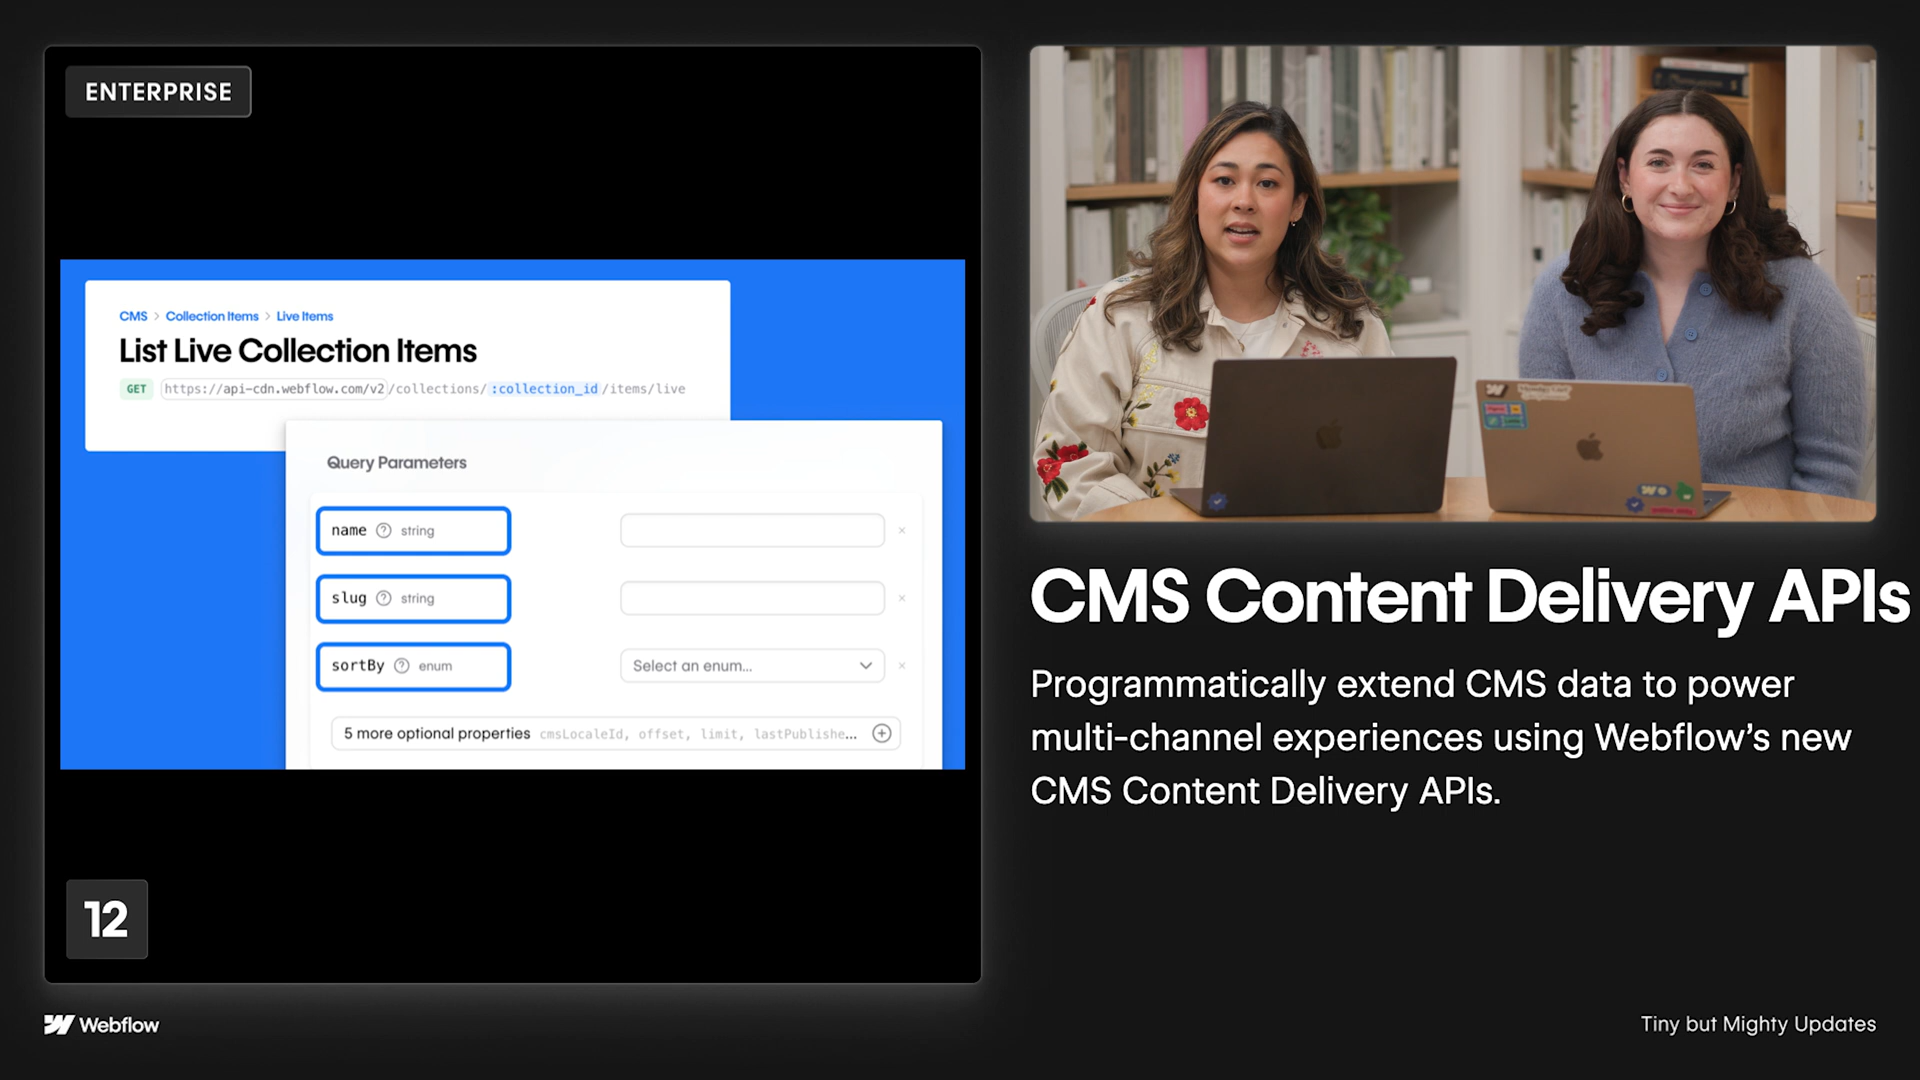 ENTERPRISE
CMS > Collection Items > Live Items
List Live Collection Items
GET https://api-cdn.webflow.com/v2/collections/:collection_id/items/live
Query Parameters
name ? string
slug ? string
sortBy ? enum
Select an enum...
5 more optional properties cmsLocaleId, offset, limit, lastPublishe...
12
CMS Content Delivery APIs
Programmatically extend CMS data to power
multi-channel experiences using Webflow’s new
CMS Content Delivery APIs.
Webflow
Tiny but Mighty Updates